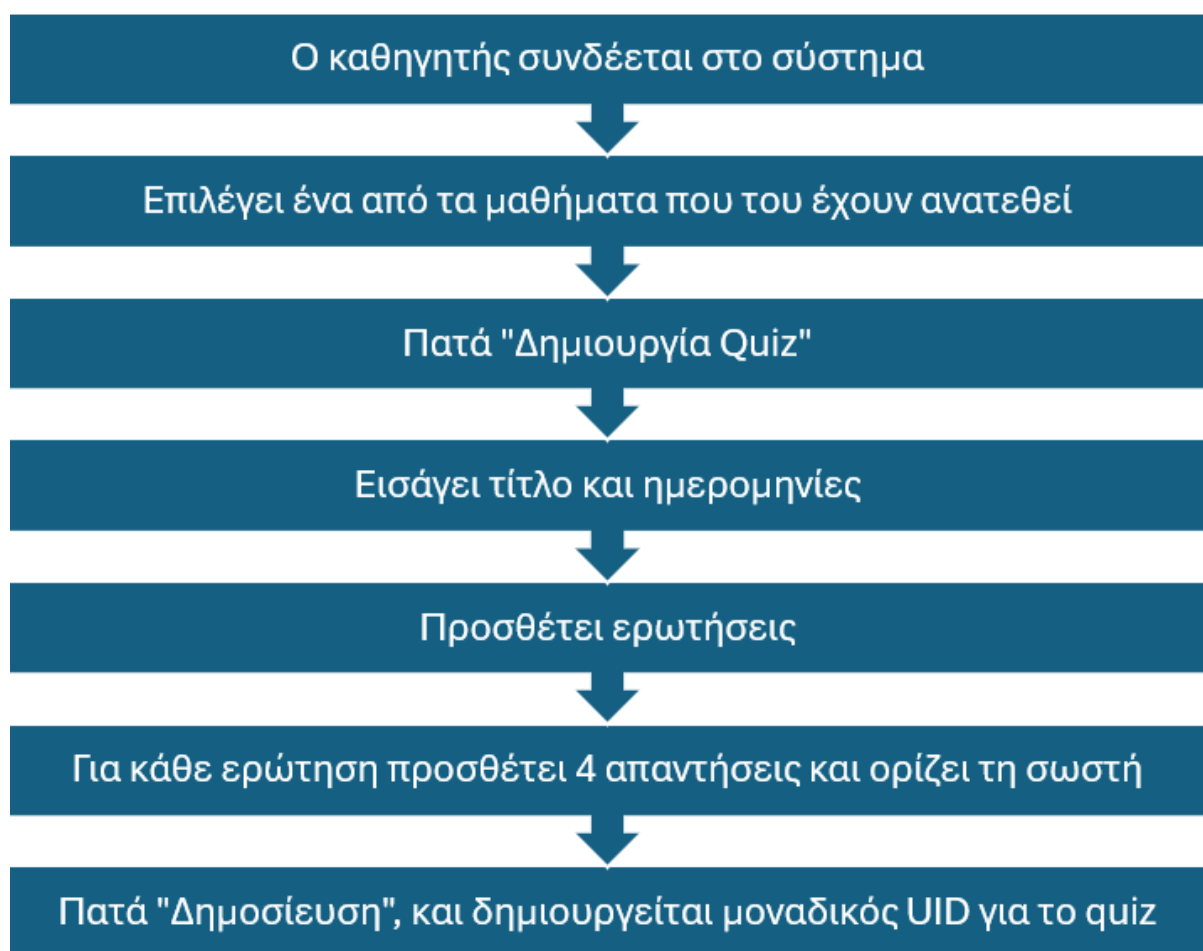 Ο καθηγητής συνδέεται στο σύστημα
Επιλέγει ένα από τα μαθήματα που του έχουν ανατεθεί
Πατά "Δημιουργία Quiz"
Εισάγει τίτλο και ημερομηνίες
Προσθέτει ερωτήσεις
Για κάθε ερώτηση προσθέτει 4 απαντήσεις και ορίζει τη σωστή
Πατά "Δημοσίευση", και δημιουργείται μοναδικός UID για το quiz